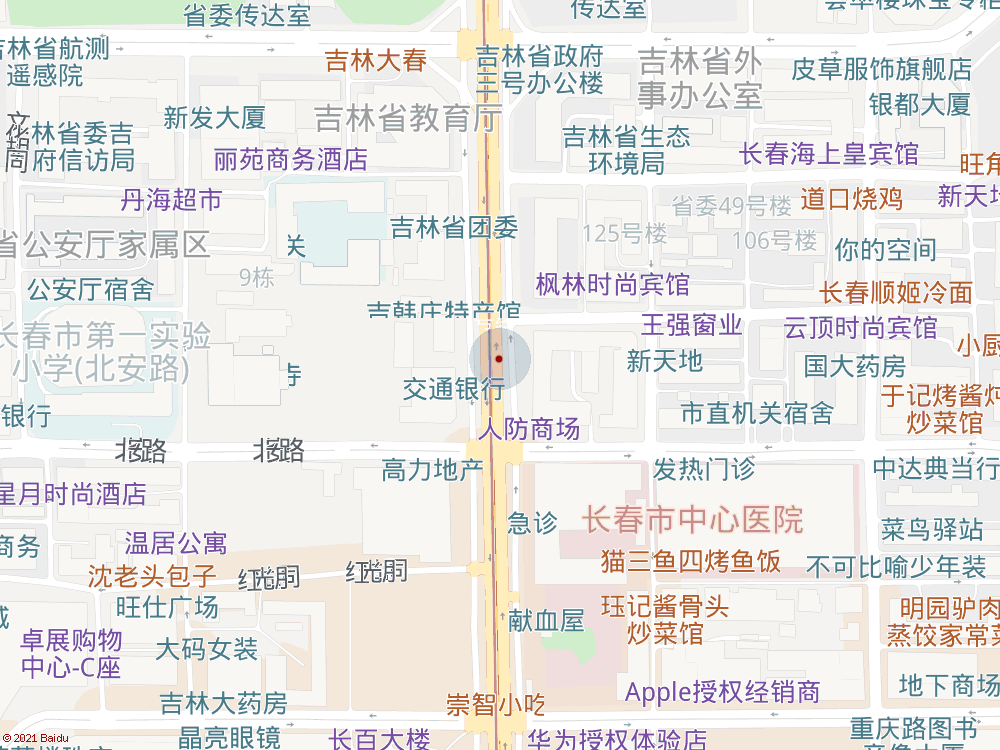 省委传达室
传达室
吉林省航测
遥感院
吉林大春
吉林省政府
三号办公楼
吉林省外
事办公室
皮草服饰旗舰店
银都大厦
新发大厦
吉林省教育厅
林省委吉
府信访局
吉林省生态
环境局
长春海上皇宾馆
丽苑商务酒店
旺角
丹海超市
道口烧鸡
新天地
省委49号楼
吉林省团委
125号楼
106号楼
省公安厅家属区
你的空间
9栋
公安厅宿舍
枫林时尚宾馆
长春顺姬冷面
吉韩庄特产馆
王强窗业
云顶时尚宾馆
长春市第一实验
小学(北安路)
新天地
国大药房
小厨
寺
交通银行
于记烤酱炖
炒菜馆
银行
市直机关宿舍
人防商场
北路
北路
高力地产
发热门诊
中达典当行
星月时尚酒店
急诊
长春市中心医院
菜鸟驿站
商务
温居公寓
猫三鱼四烤鱼饭
不可比喻少年装
沈老头包子
旺仕广场
献血屋
珏记酱骨头
炒菜馆
明园驴肉
蒸饺家常菜
卓展购物
中心-C座
大码女装
Apple授权经销商
地下商场
吉林大药房
崇智小吃
重庆路图书
© 2021 Baidu
晶亮眼镜
长百大楼
华为授权体验店